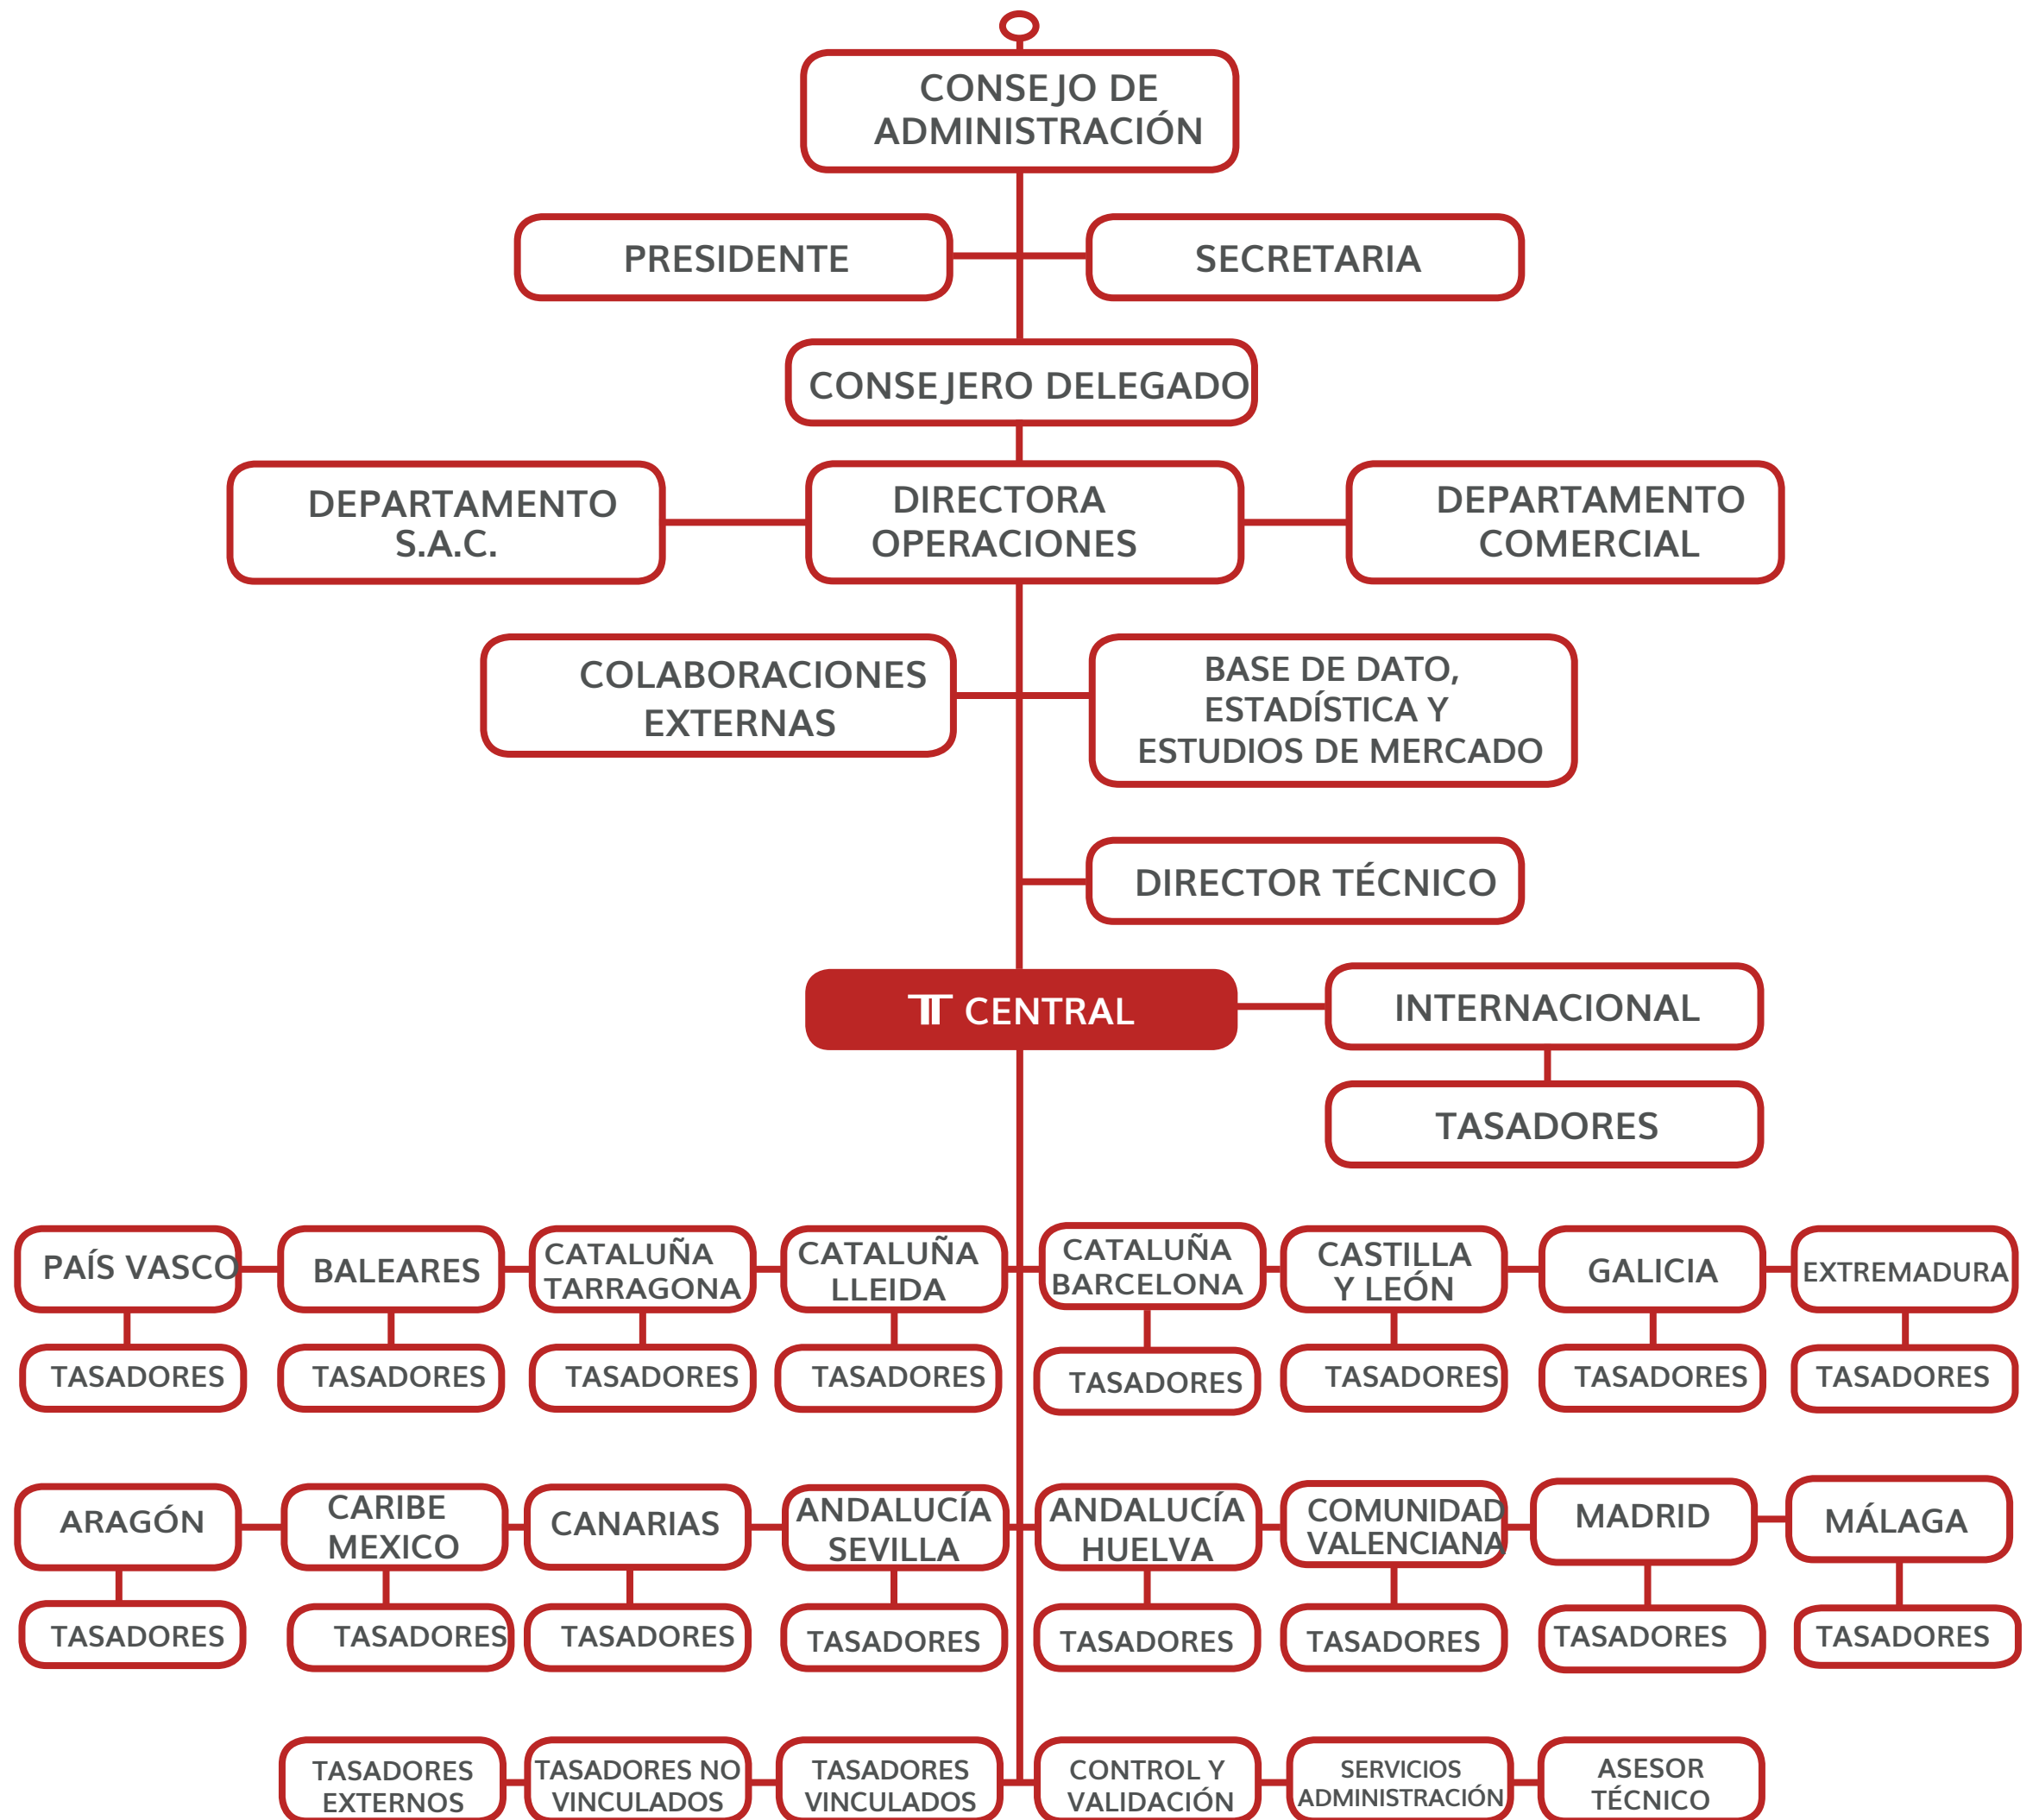 CONSEJO DE
ADMINISTRACIÓN
PRESIDENTE
SECRETARIA
CONSEJERO DELEGADO
DEPARTAMENTO
S.A.C.
DIRECTORA
OPERACIONES
DEPARTAMENTO
COMERCIAL
COLABORACIONES
EXTERNAS
BASE DE DATO,
ESTADÍSTICA Y
ESTUDIOS DE MERCADO
DIRECTOR TÉCNICO
CENTRAL
INTERNACIONAL
TASADORES
PAÍS VASCO
BALEARES
CATALUÑA
TARRAGONA
CATALUÑA
LLEIDA
CATALUÑA
BARCELONA
CASTILLA
Y LEÓN
GALICIA
EXTREMADURA
TASADORES
TASADORES
TASADORES
TASADORES
TASADORES
TASADORES
TASADORES
TASADORES
ARAGÓN
CARIBE
MEXICO
CANARIAS
ANDALUCÍA
SEVILLA
ANDALUCÍA
HUELVA
COMUNIDAD
VALENCIANA
MADRID
MÁLAGA
TASADORES
TASADORES
TASADORES
TASADORES
TASADORES
TASADORES
TASADORES
TASADORES
TASADORES
EXTERNOS
TASADORES NO
VINCULADOS
TASADORES
VINCULADOS
CONTROL Y
VALIDACIÓN
SERVICIOS
ADMINISTRACIÓN
ASESOR
TÉCNICO